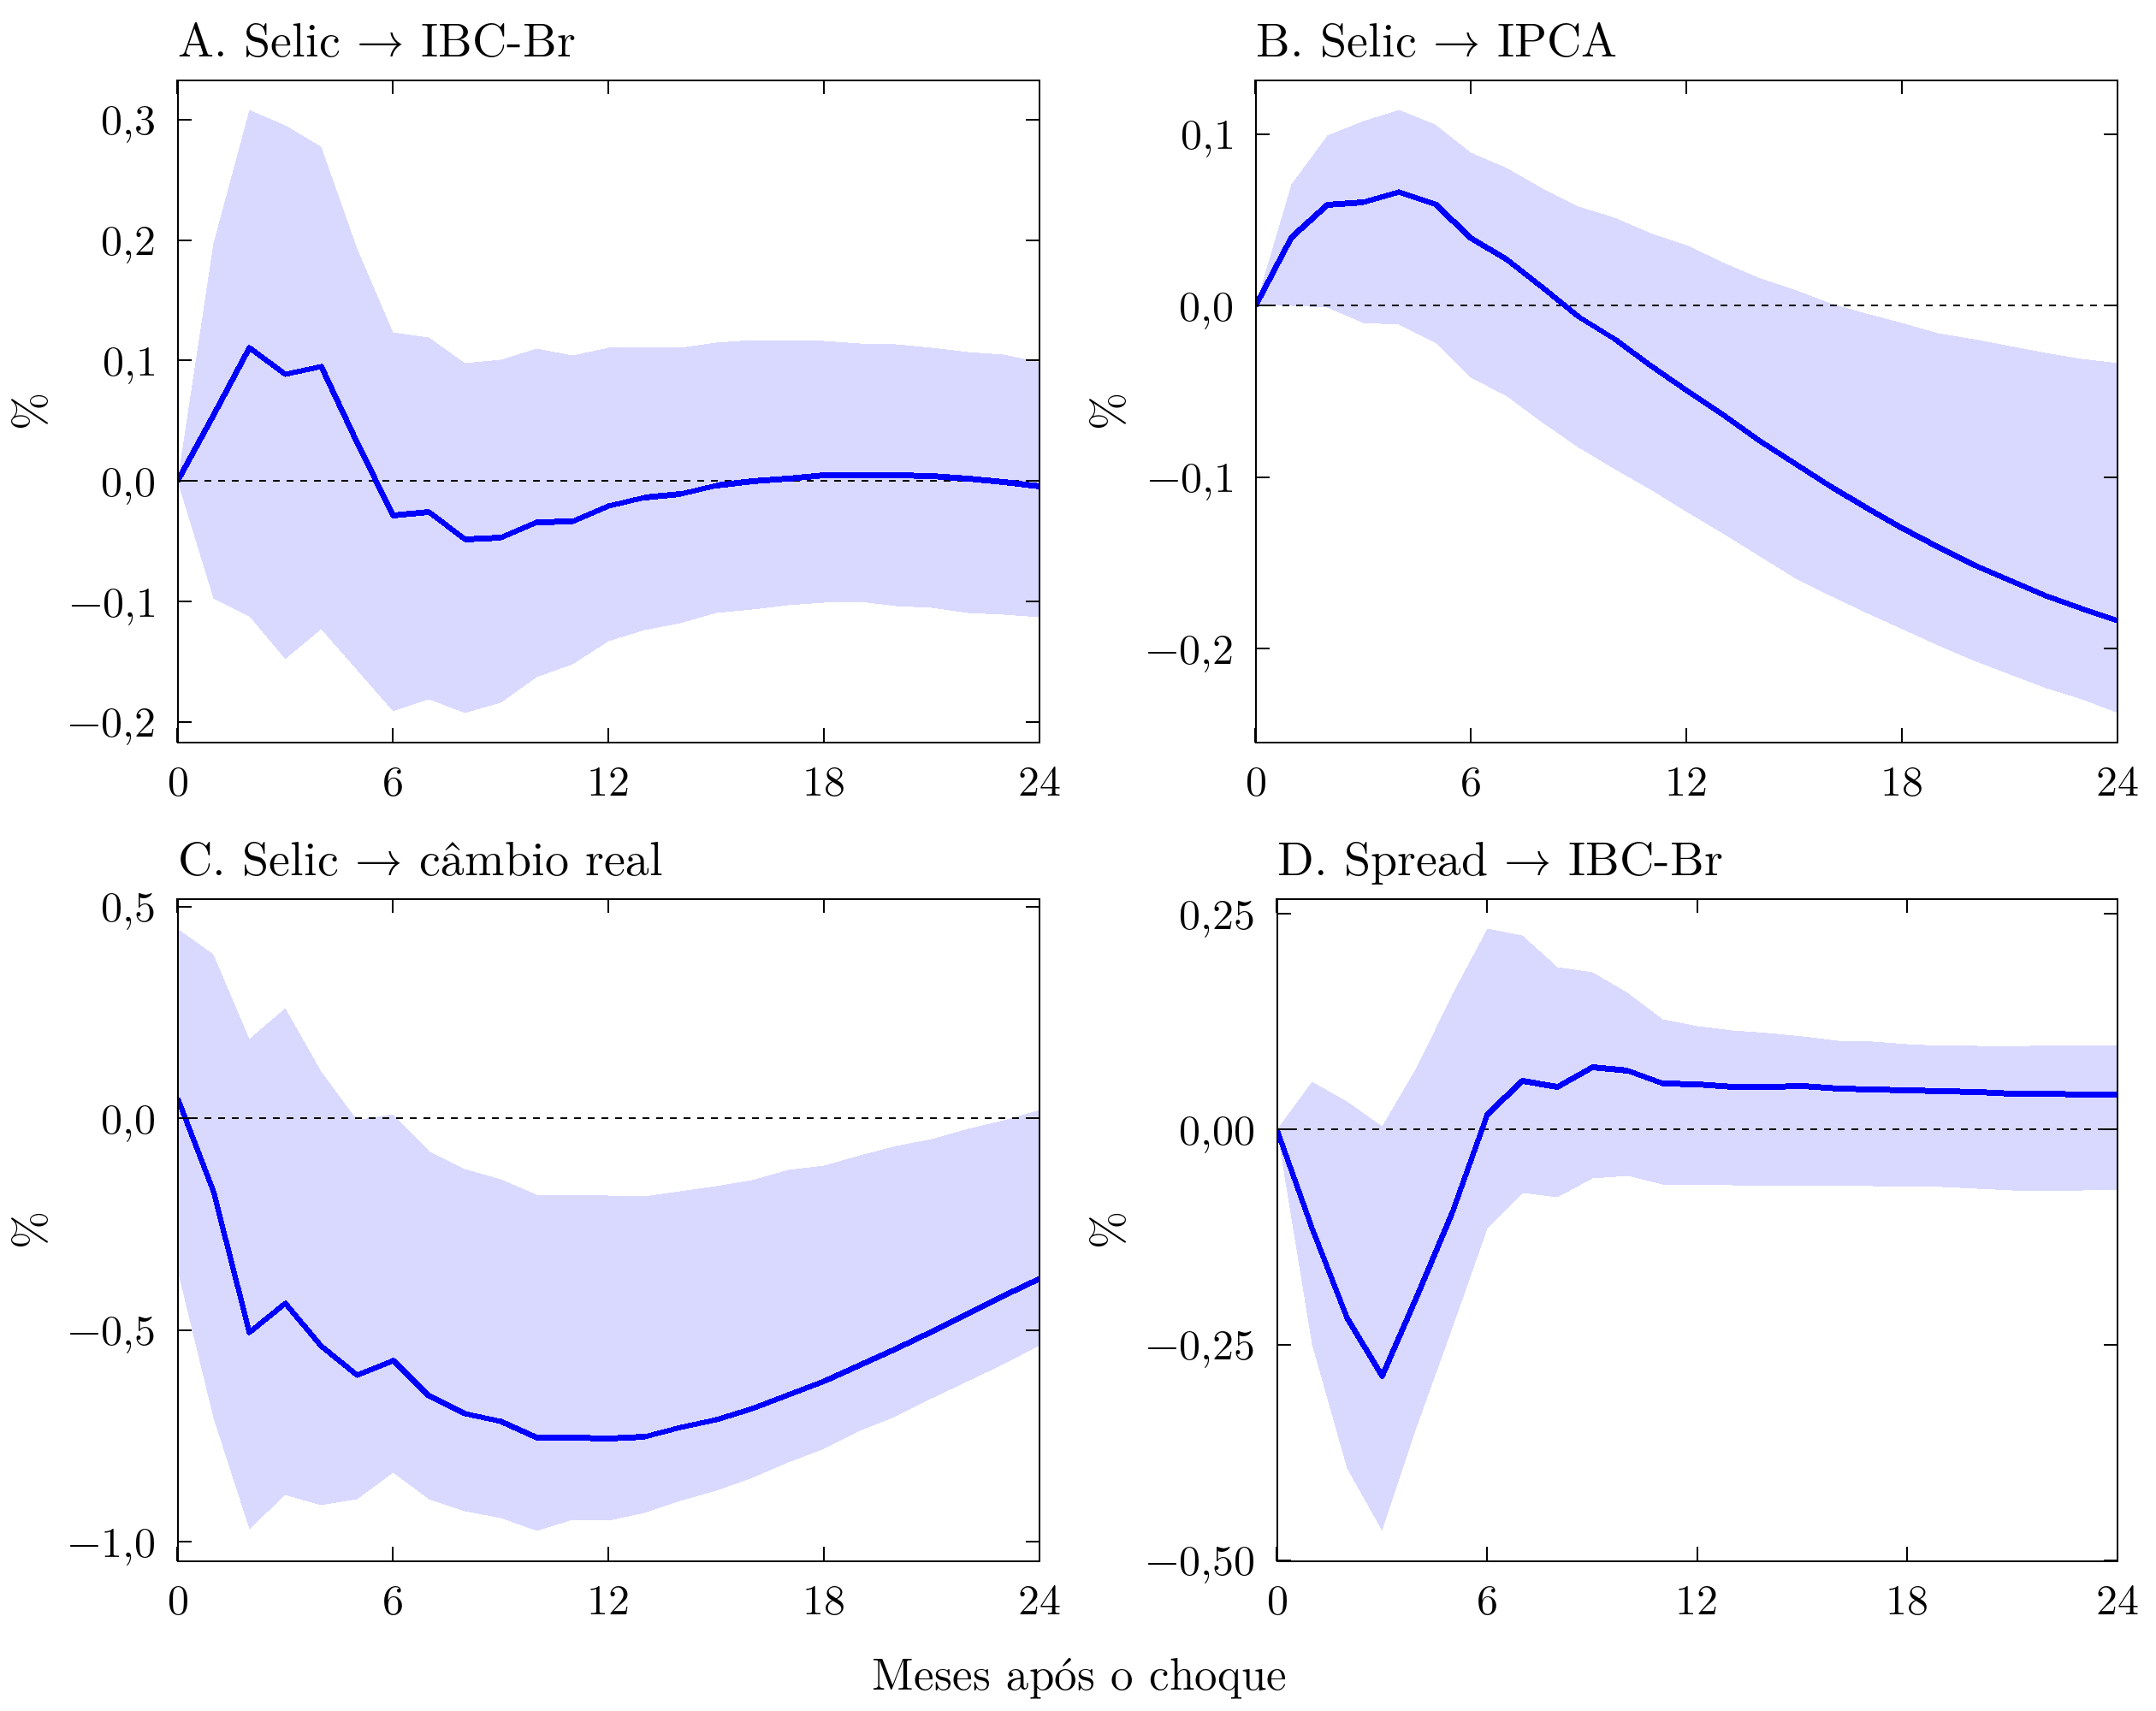 A. Selic → IBC-Br
0,3
0,2
0,1
0,0
−0,1
−0,2
%
0 6 12 18 24
B. Selic → IPCA
0,1
0,0
−0,1
−0,2
%
0 6 12 18 24
C. Selic → câmbio real
0,5
0,0
−0,5
−1,0
%
0 6 12 18 24
D. Spread → IBC-Br
0,25
0,00
−0,25
−0,50
%
0 6 12 18 24
Meses após o choque